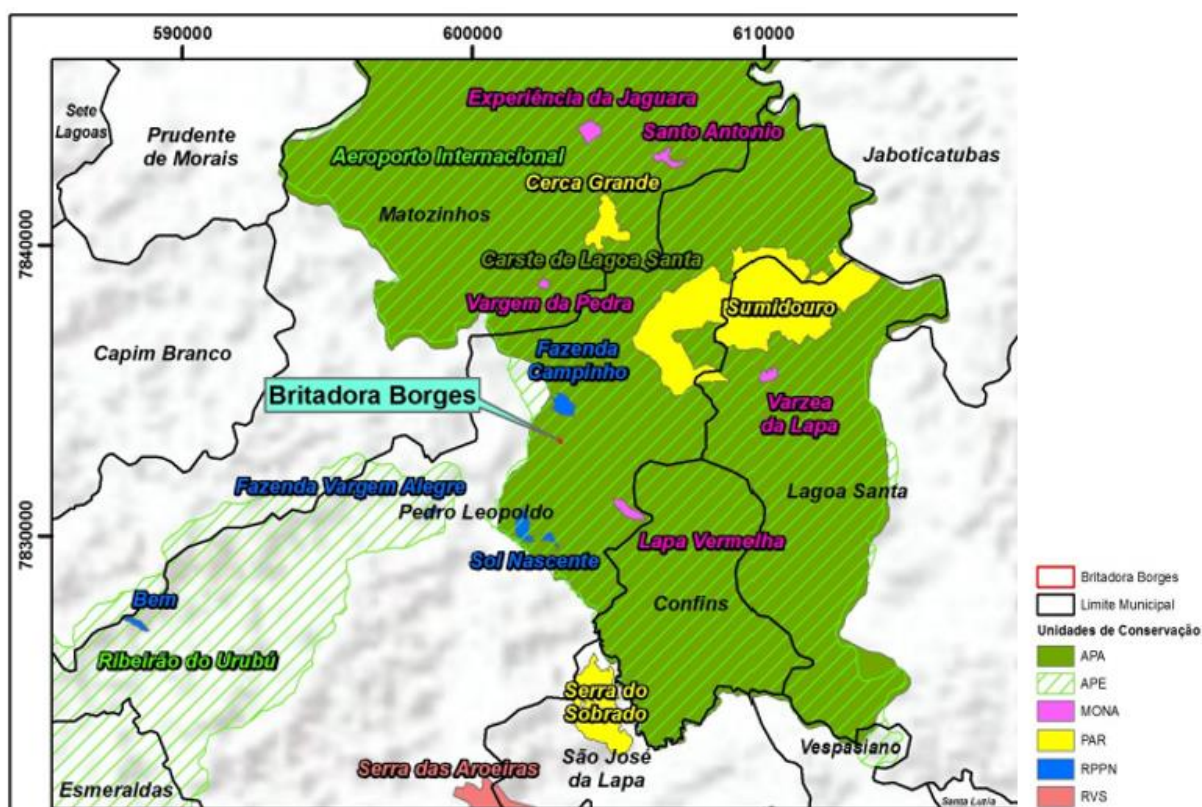 590000
600000
610000
7840000
7830000
Sete
Lagoas
Prudente
de Morais
Experiência da Jaguara
Santo Antonio
Jaboticatubas
Aeroporto Internacional
Cerca Grande
Matozinhos
Carste de Lagoa Santa
Vargem da Pedra
Sumidouro
Capim Branco
Fazenda
Campinho
Britadora Borges
Varzea
da Lapa
Fazenda Vargem Alegre
Pedro Leopoldo
Lagoa Santa
Sol Nascente
Lapa Vermelha
Bem
Confins
Ribeirão do Urubú
Serra do
Sobrado
Vespasiano
São José
da Lapa
Serra das Aroeiras
Esmeraldas
Santa Luzia
Britadora Borges
Limite Municipal
Unidades de Conservação
APA
APE
MONA
PAR
RPPN
RVS